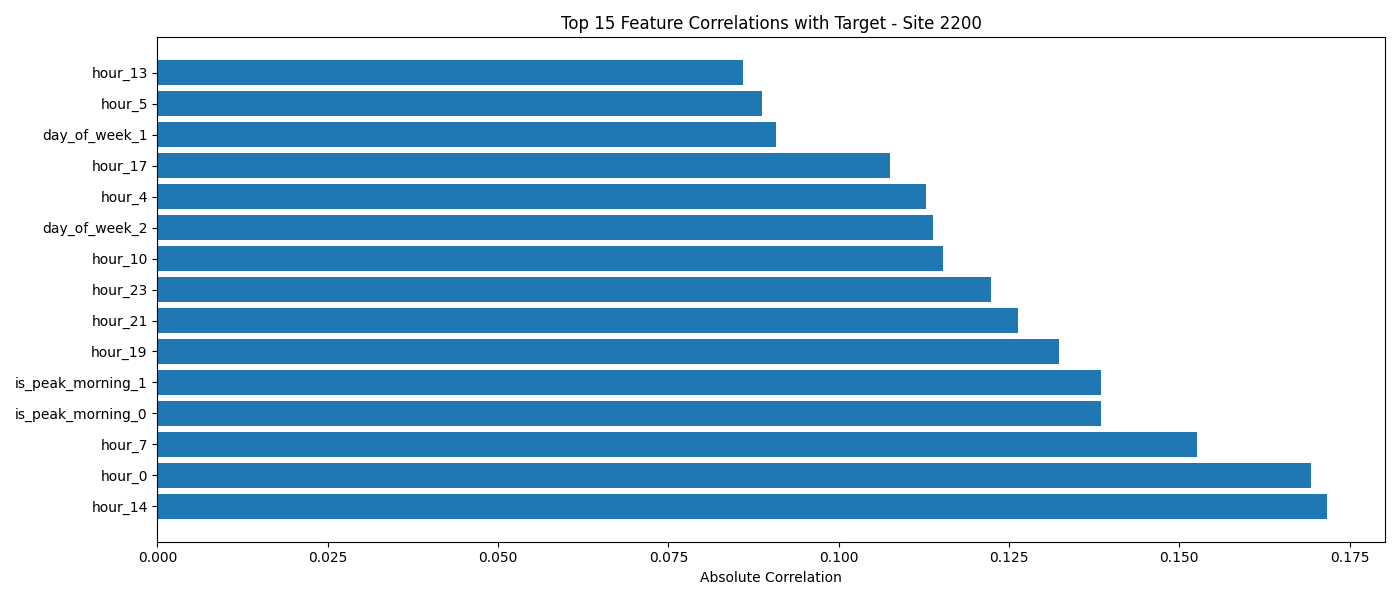 Top 15 Feature Correlations with Target - Site 2200
hour_13
hour_5
day_of_week_1
hour_17
hour_4
day_of_week_2
hour_10
hour_23
hour_21
hour_19
is_peak_morning_1
is_peak_morning_0
hour_7
hour_0
hour_14
0.000 0.025 0.050 0.075 0.100 0.125 0.150 0.175
Absolute Correlation